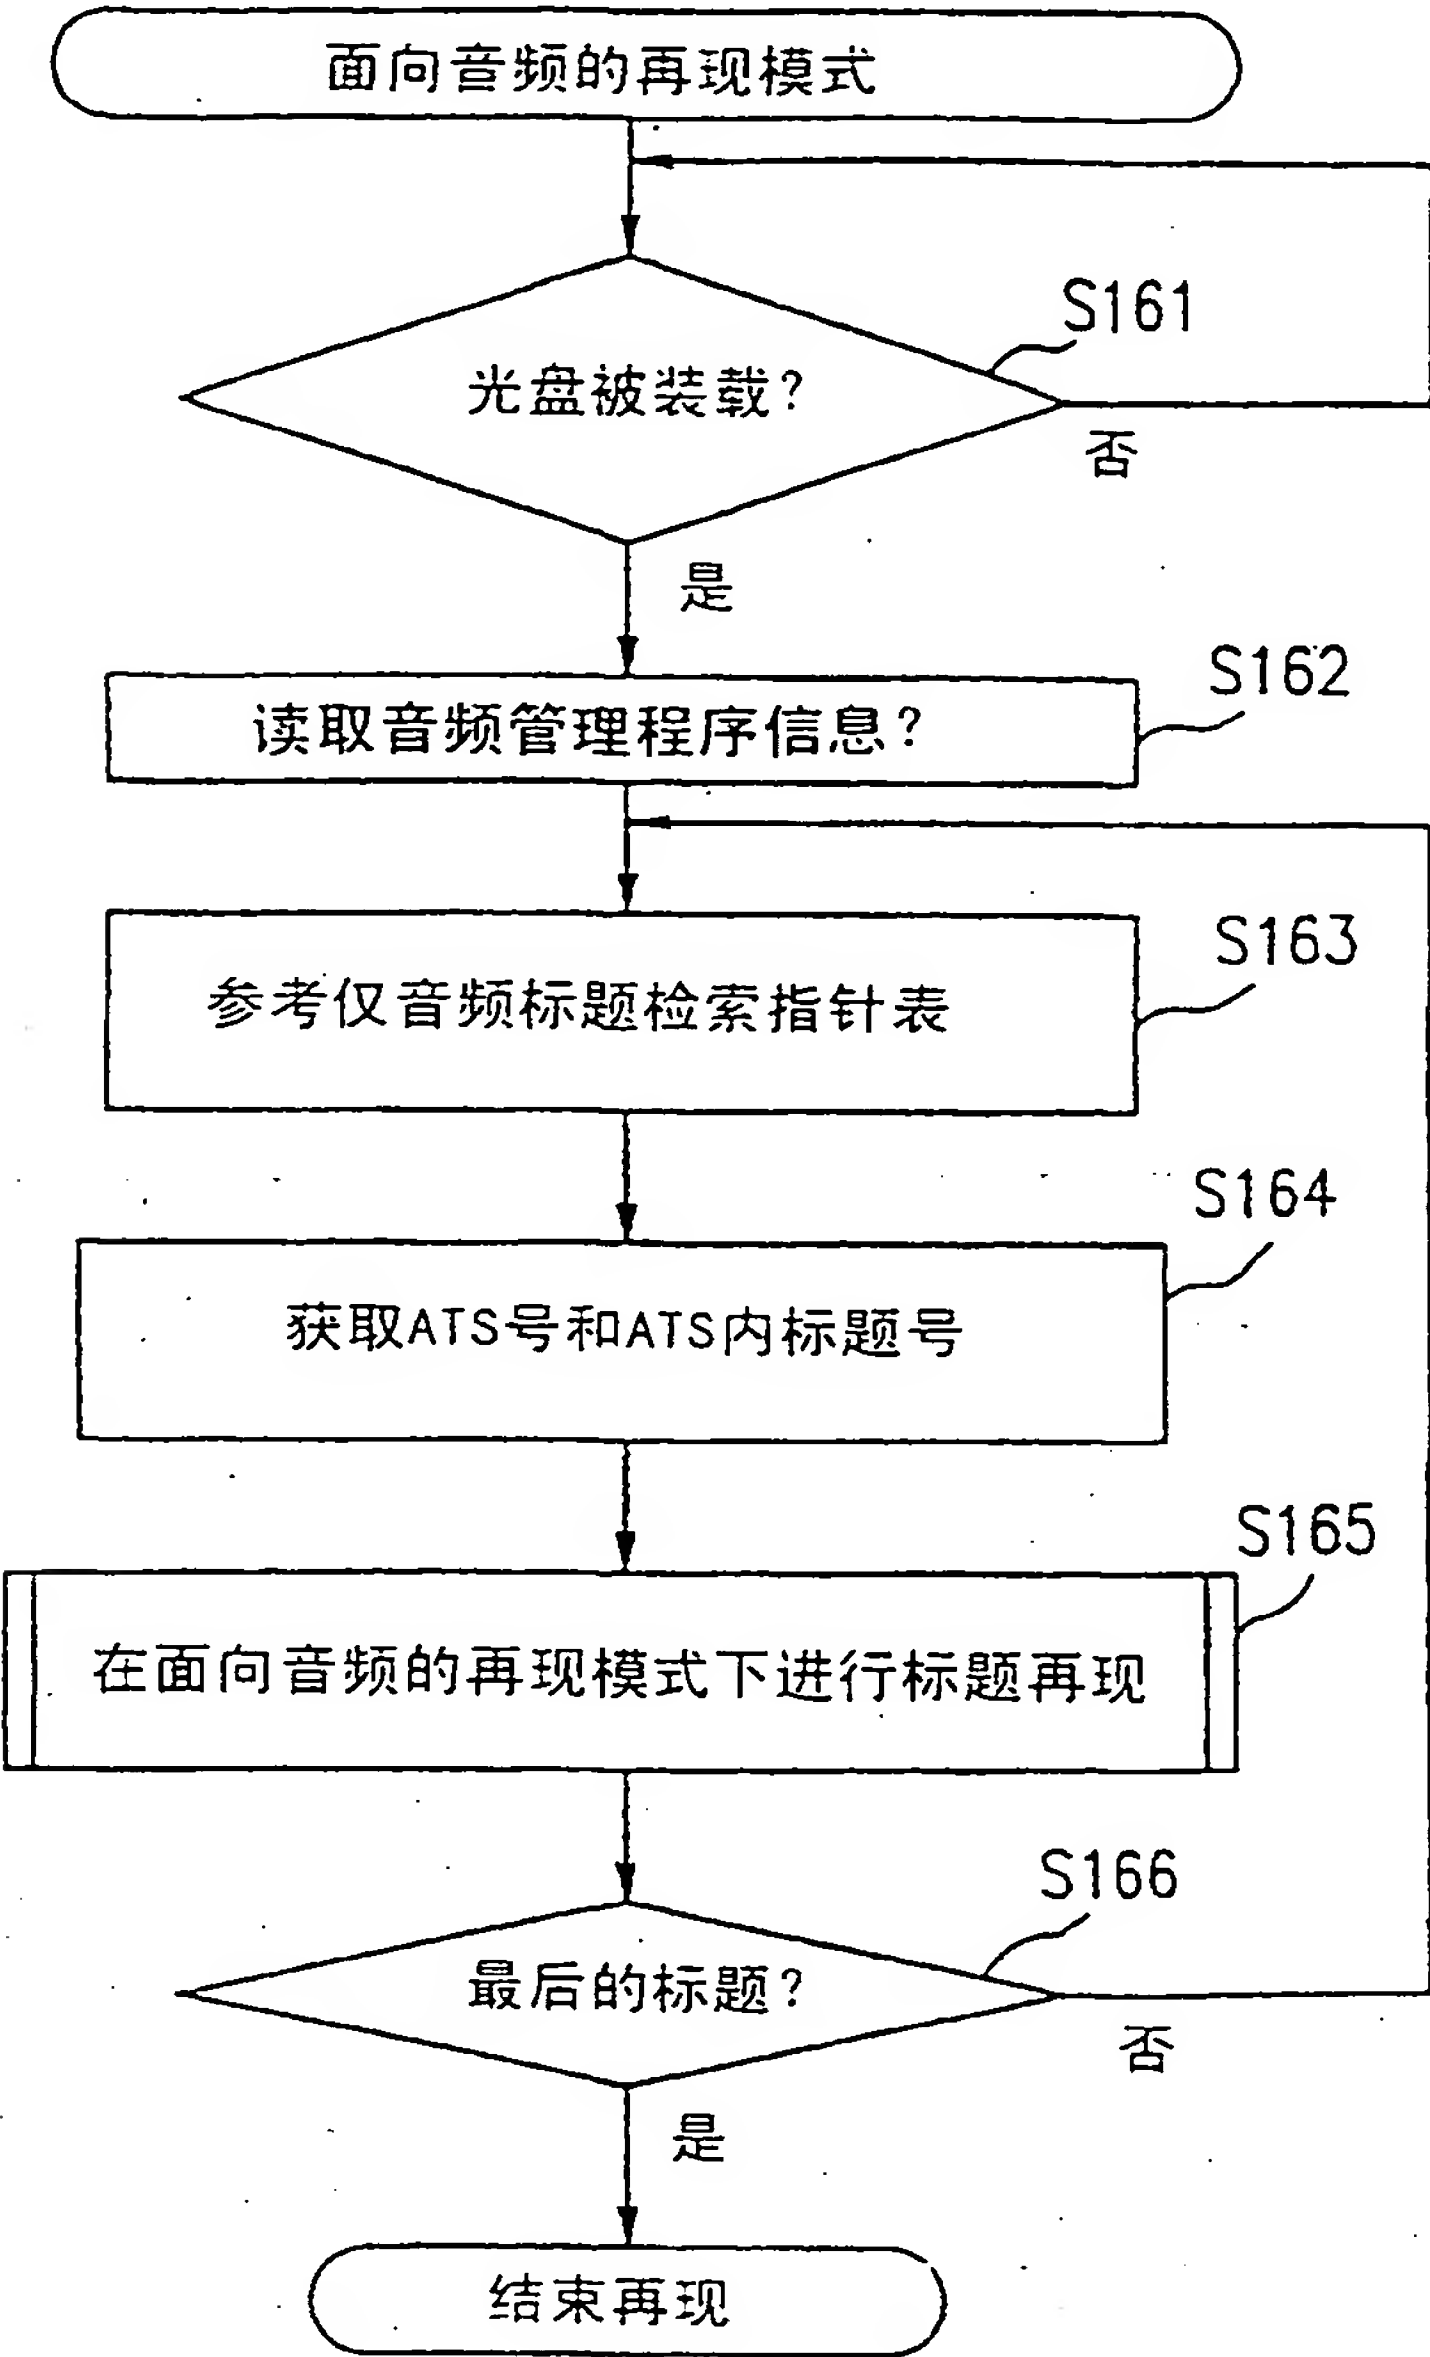 面向音频的再现模式
S161
光盘被装载?
否
是
S162
读取音频管理程序信息?
S163
参考仅音频标题检索指针表
S164
获取ATS号和ATS内标题号
S165
在面向音频的再现模式下进行标题再现
S166
最后的标题?
否
是
结束再现